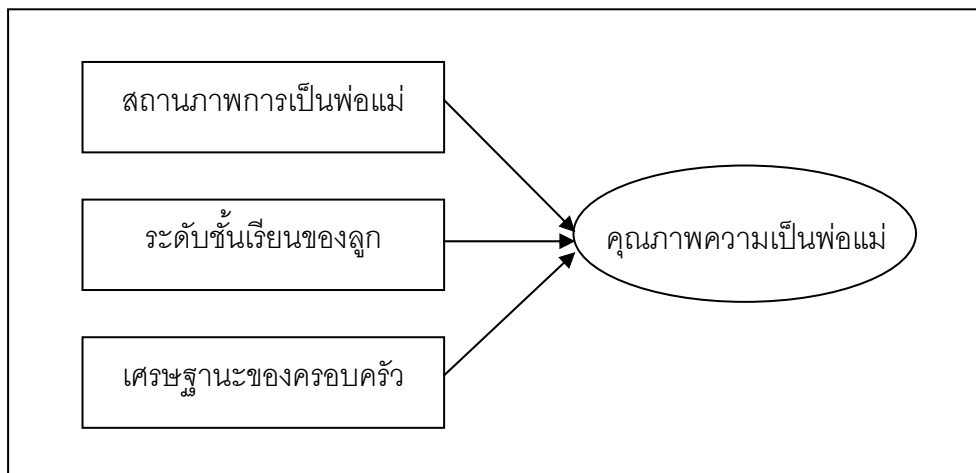 สถานภาพการเป็นพ่อแม่
ระดับชั้นเรียนของลูก
คุณภาพความเป็นพ่อแม่
เศรษฐานะของครอบครัว